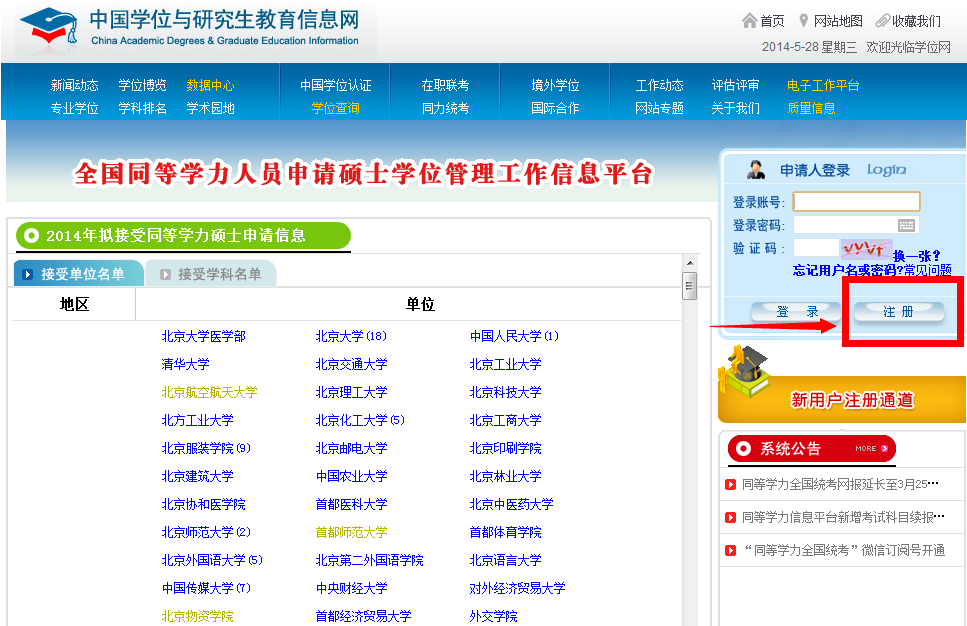 中国学位与研究生教育信息网
China Academic Degrees & Graduate Education Information
首页 网站地图 收藏我们
2014-5-28 星期三 欢迎光临学位网
新闻动态 学位博览 数据中心 中国学位认证 在职联考 境外学位 工作动态 评估评审 电子工作平台
专业学位 学科排名 学术园地 学位查询 同力统考 国际合作 网站专题 关于我们 质里信息
全国同等学力人员申请硕士学位管理工作信息平台
申请人登录 Login
登录账号:
登录密码:
验证码: 换一张?
忘记用户名或密码?常见问题
登 录 注 册
新用户注册通道
2014年拟接受同等学力硕士申请信息
接受单位名单 接受学科名单
地区 单位
北京大学医学部 北京大学(18) 中国人民大学(1)
清华大学 北京交通大学 北京工业大学
北京航空航天大学 北京理工大学 北京科技大学
北方工业大学 北京化工大学(5) 北京工商大学
北京服装学院(9) 北京邮电大学 北京印刷学院
北京建筑大学 中国农业大学 北京林业大学
北京协和医学院 首都医科大学 北京中医药大学
北京师范大学(2) 首都师范大学 首都体育学院
北京外国语大学(5) 北京第二外国语学院 北京语言大学
中国传媒大学(7) 中央财经大学 对外经济贸易大学
北京物资学院 首都经济贸易大学 外交学院
系统公告 MORE
同等学力全国统考网报延长至3月25…
同等学力信息平台新增考试科目续报…
“同等学力全国统考”微信订阅号开通